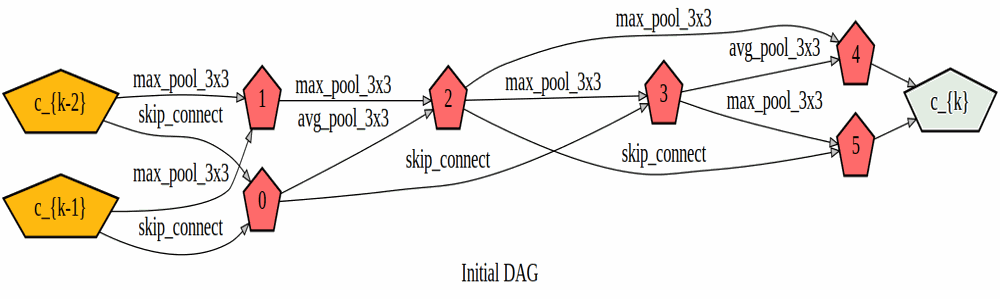 max_pool_3x3
4
avg_pool_3x3
max_pool_3x3
max_pool_3x3
max_pool_3x3
c_{k-2}
1
2
3
max_pool_3x3
c_{k}
skip_connect
avg_pool_3x3
5
skip_connect
skip_connect
max_pool_3x3
c_{k-1}
0
skip_connect
Initial DAG